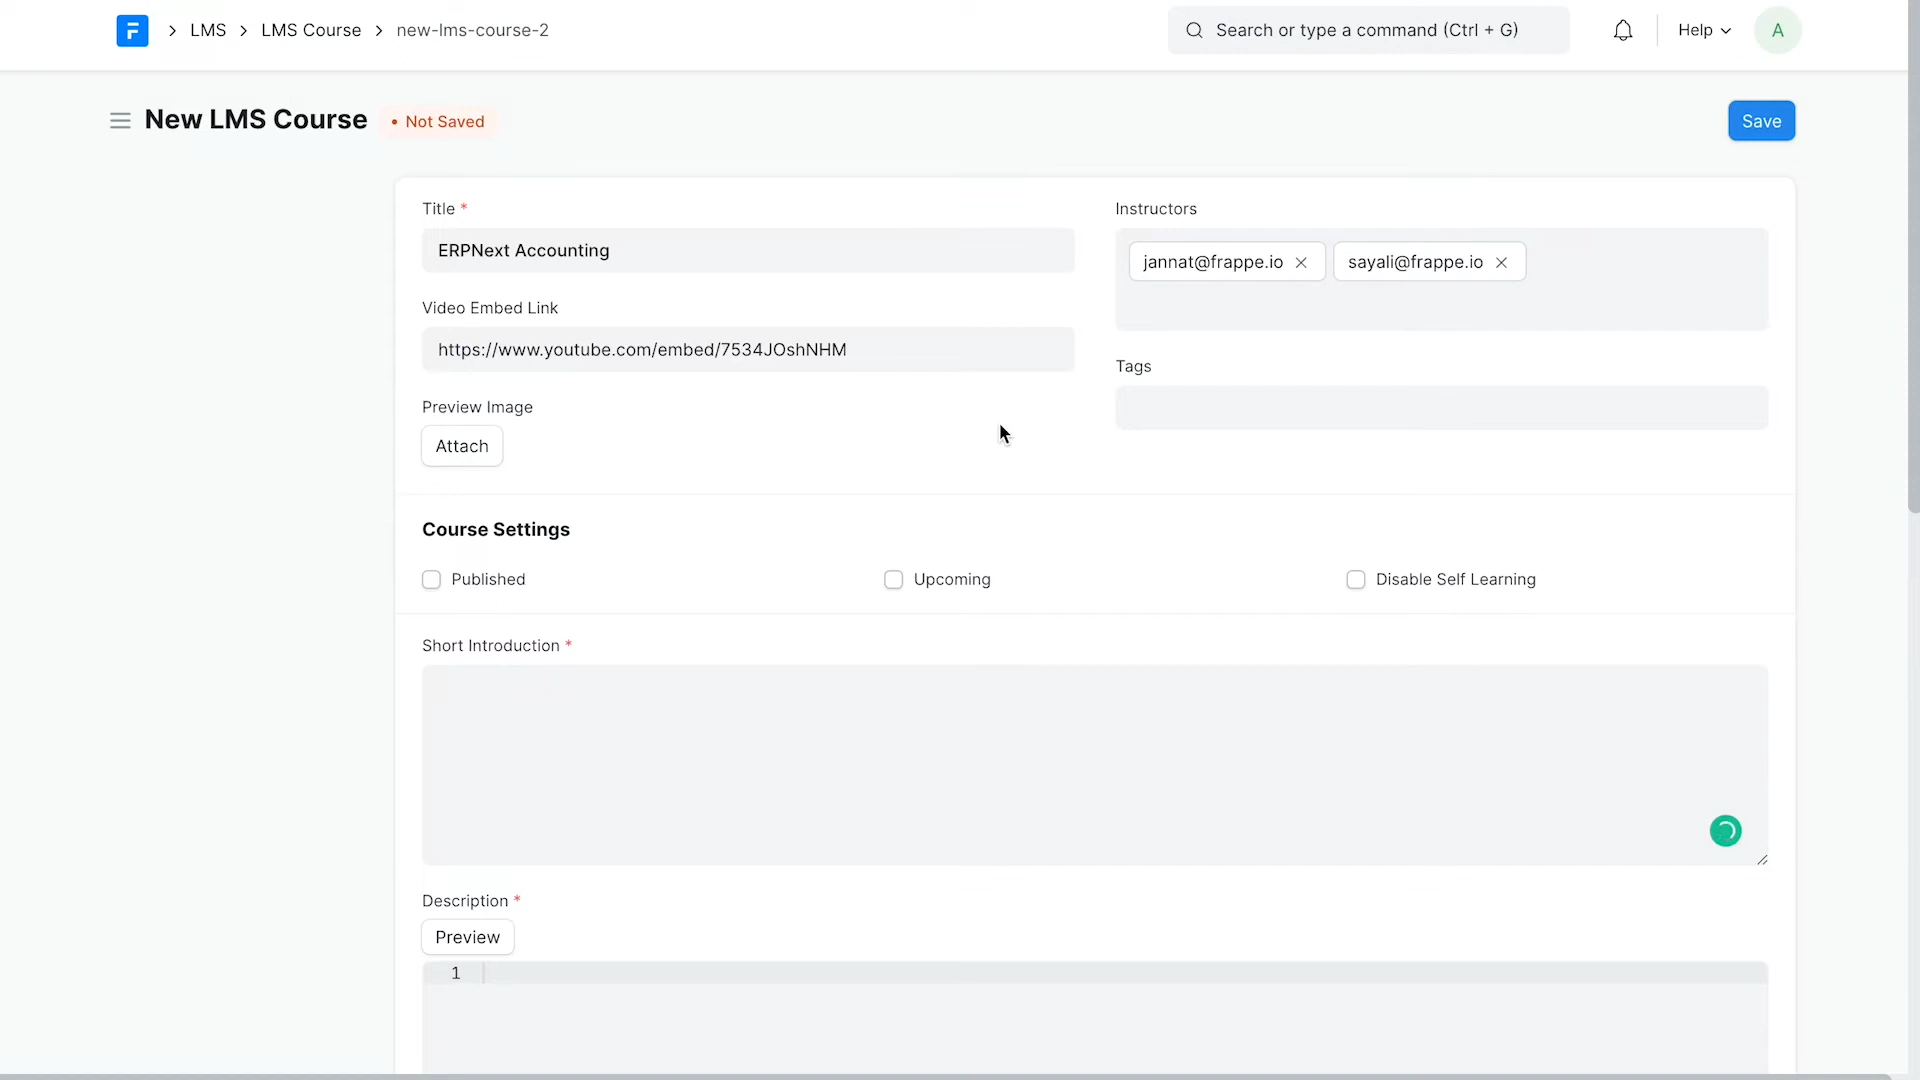 LMS LMS Course new-lms-course-2 Search or type a command (Ctrl + G) Help A
New LMS Course • Not Saved Save
Title *
ERPNext Accounting
Video Embed Link
https://www.youtube.com/embed/7534JOshNHM
Preview Image
Attach
Instructors
jannat@frappe.io sayali@frappe.io
Tags
Course Settings
Published Upcoming Disable Self Learning
Short Introduction *
Description *
Preview
1